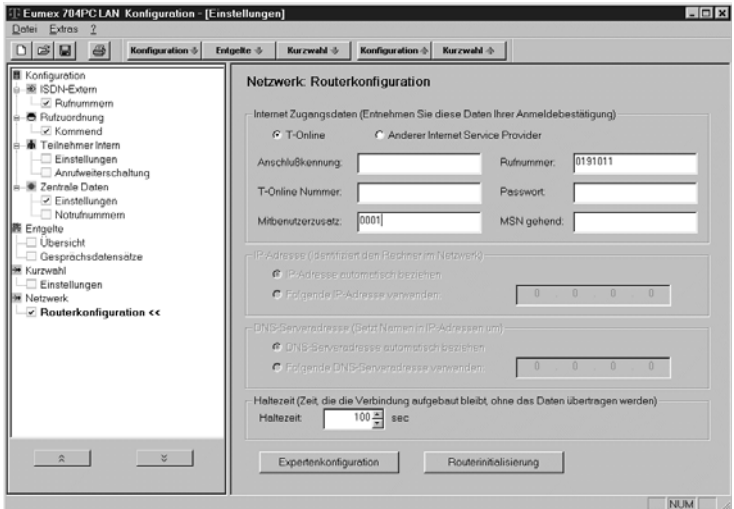 Eumex 704PC LAN Konfiguration - [Einstellungen]
Datei Extras ?
Konfiguration Entgelte Kurzwahl Konfiguration Kurzwahl
Konfiguration
ISDN-Extern
Rufnummern
Rufzuordnung
Kommend
Teilnehmer Intern
Einstellungen
Anrufweiterschaltung
Zentrale Daten
Einstellungen
Notrufnummern
Entgelte
Übersicht
Gesprächsdatensätze
Kurzwahl
Einstellungen
Netzwerk
Routerkonfiguration <<
Netzwerk: Routerkonfiguration
Internet Zugangsdaten (Entnehmen Sie diese Daten Ihrer Anmeldebestätigung)
T-Online Anderer Internet Service Provider
Anschlußkennung: Rufnummer: 0191011
T-Online Nummer: Passwort:
Mitbenutzerzusatz: 0001 MSN gehend:
IP-Adresse (Identifiziert den Rechner im Netzwerk)
IP-Adresse automatisch beziehen
Folgende IP-Adresse verwenden: 0 . 0 . 0 . 0
DNS-Serveradresse (Setzt Namen in IP-Adressen um)
DNS-Serveradresse automatisch beziehen
Folgende DNS-Serveradresse verwenden: 0 . 0 . 0 . 0
Haltezeit (Zeit, die die Verbindung aufgebaut bleibt, ohne das Daten übertragen werden)
Haltezeit: 100 sec
Expertenkonfiguration Routerinitialisierung
NUM